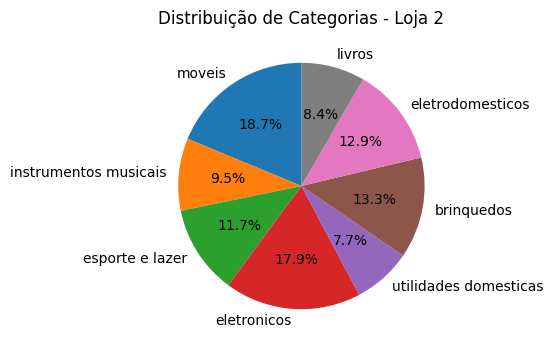 Distribuição de Categorias - Loja 2
livros
moveis
eletrodomesticos
8.4%
18.7%
12.9%
instrumentos musicais
9.5%
13.3%
brinquedos
11.7%
7.7%
esporte e lazer
17.9%
utilidades domesticas
eletronicos